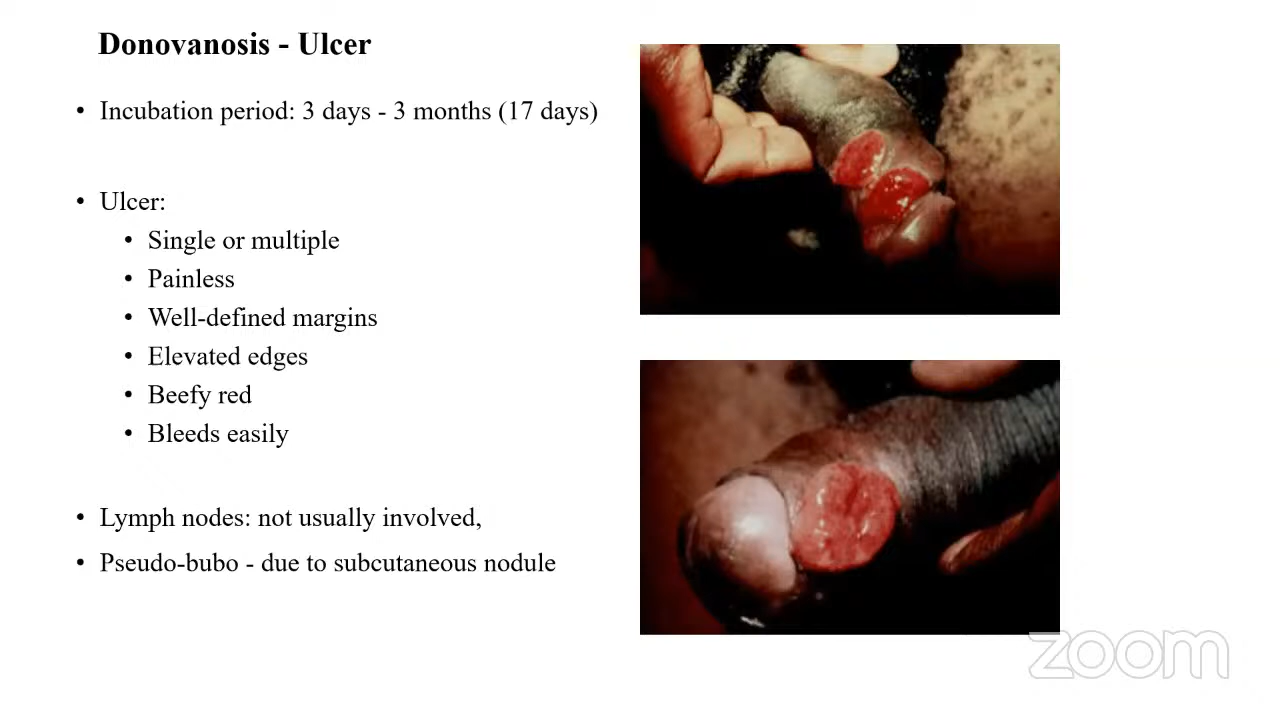 Donovanosis - Ulcer
• Incubation period: 3 days - 3 months (17 days)
• Ulcer:
• Single or multiple
• Painless
• Well-defined margins
• Elevated edges
• Beefy red
• Bleeds easily
• Lymph nodes: not usually involved,
• Pseudo-bubo - due to subcutaneous nodule
zoom